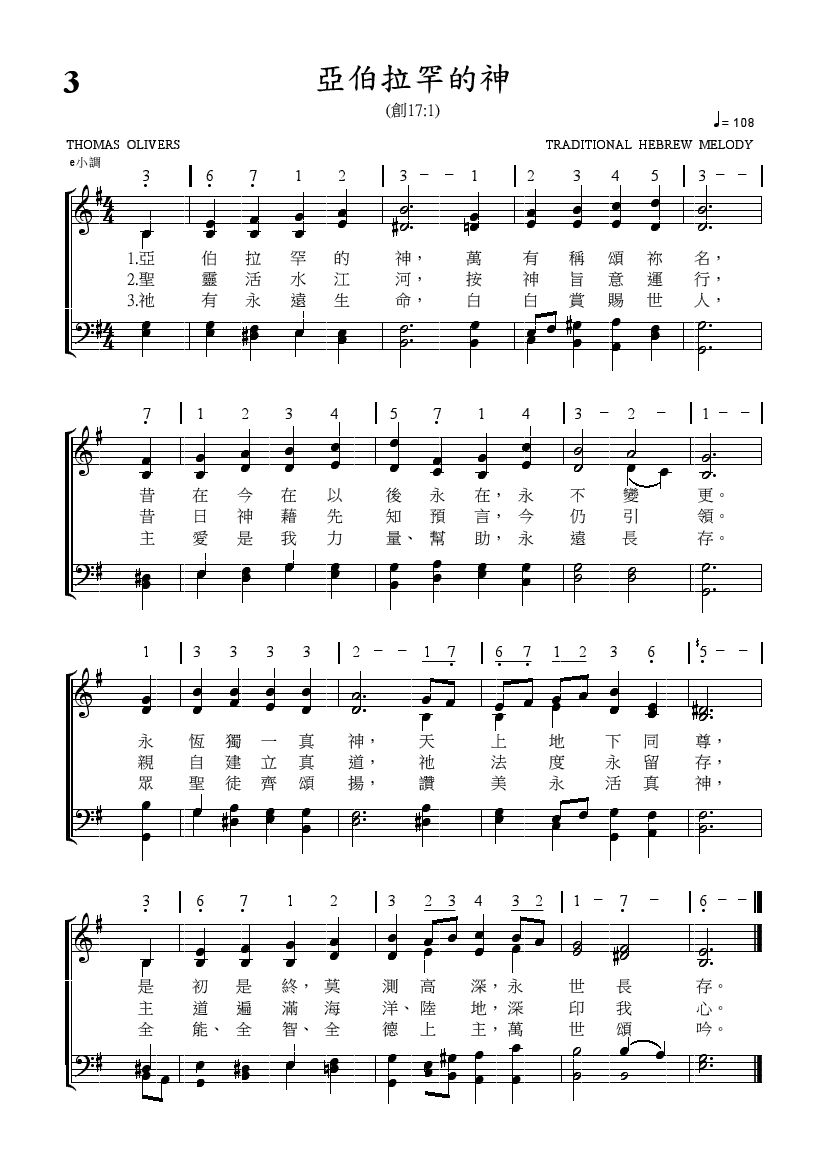 3
亞伯拉罕的神
(創17:1)
♩= 108
THOMAS OLIVERS
TRADITIONAL HEBREW MELODY
e小調
3 | 6 7 1 2 | 3 – – 1 | 2 3 4 5 | 3 – – |
4 4
1.亞 伯 拉 罕 的 神, 萬 有 稱 頌 祢 名,
2.聖 靈 活 水 江 河, 按 神 旨 意 運 行,
3.祂 有 永 遠 生 命, 白 白 賞 賜 世 人,
4 4
7 | 1 2 3 4 | 5 7 1 4 | 3 – 2 – | 1 – – |
昔 在 今 在 以 後 永 在, 永 不 變 更。
昔 日 神 藉 先 知 預 言, 今 仍 引 領。
主 愛 是 我 力 量、 幫 助, 永 遠 長 存。
1 | 3 3 3 3 | 2 – – 1 7 | 6 7 1 2 3 6 | ♯5 – – |
永 恆 獨 一 真 神, 天 上 地 下 同 尊,
親 自 建 立 真 道, 祂 法 度 永 留 存,
眾 聖 徒 齊 頌 揚, 讚 美 永 活 真 神,
3 | 6 7 1 2 | 3 2 3 4 3 2 | 1 – 7 – | 6 – – ‖
是 初 是 終, 莫 測 高 深, 永 世 長 存。
主 道 遍 滿 海 洋、 陸 地, 深 印 我 心。
全 能、 全 智、 全 德 上 主, 萬 世 頌 吟。